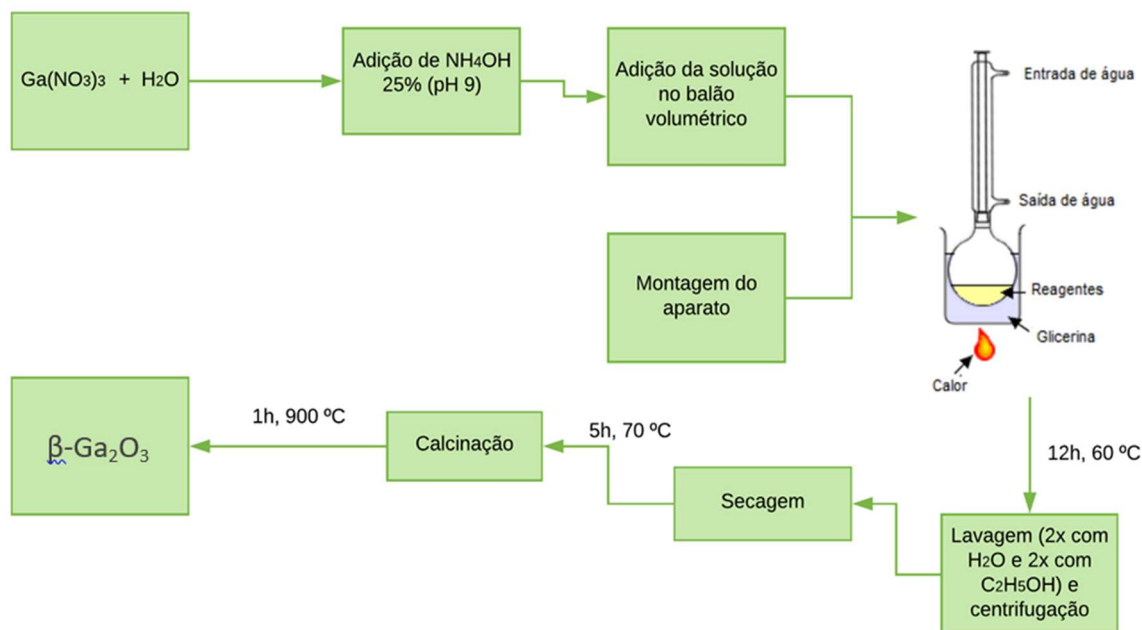 Ga(NO3)3 + H2O
Adição de NH4OH
25% (pH 9)
Adição da solução
no balão
volumétrico
Montagem do
aparato
Entrada de água
Saída de água
Reagentes
Glicerina
Calór
12h, 60 ºC
Lavagem (2x com
H2O e 2x com
C2H5OH) e
centrifugação
Secagem
5h, 70 ºC
Calcinação
1h, 900 ºC
β-Ga₂O₃